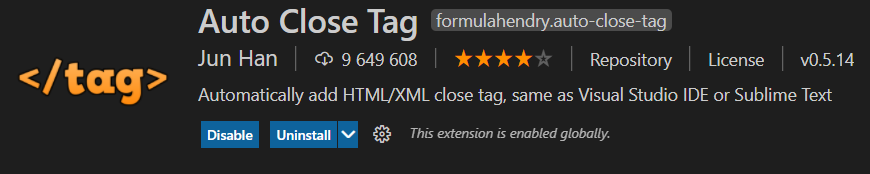 Auto Close Tag formulahendry.auto-close-tag
</tag>
Jun Han | 9 649 608 | ★★★★☆ | Repository | License | v0.5.14
Automatically add HTML/XML close tag, same as Visual Studio IDE or Sublime Text
Disable Uninstall This extension is enabled globally.